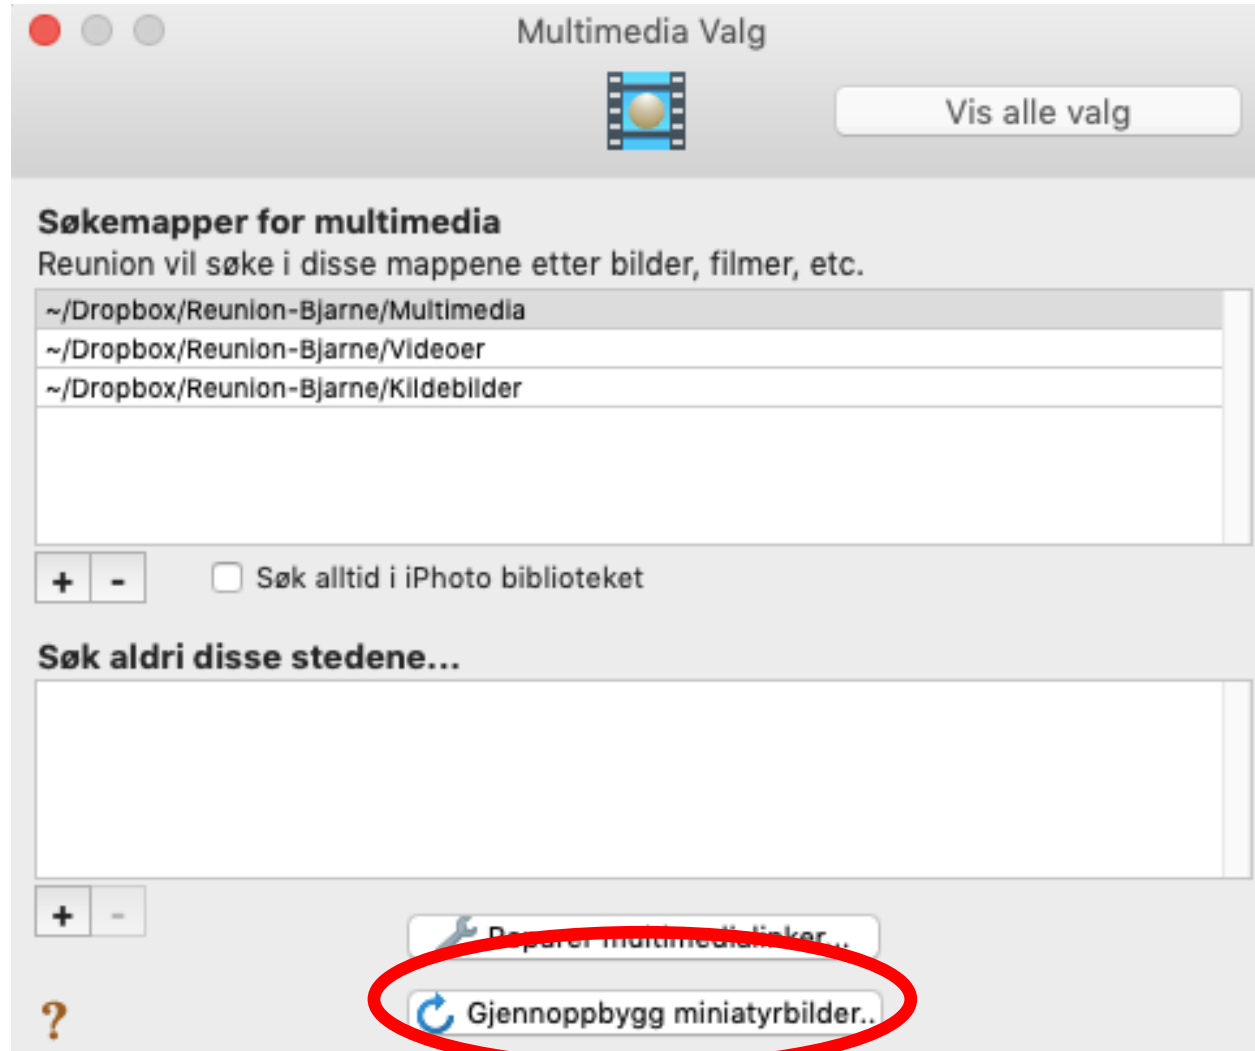 Multimedia Valg
Vis alle valg
Søkemapper for multimedia
Reunion vil søke i disse mappene etter bilder, filmer, etc.
~/Dropbox/Reunion-Bjarne/Multimedia
~/Dropbox/Reunion-Bjarne/Videoer
~/Dropbox/Reunion-Bjarne/Kildebilder
+ -
Søk alltid i iPhoto biblioteket
Søk aldri disse stedene...
+ -
Reparer multimedialinker...
? Gjennoppbygg miniatyrbilder..